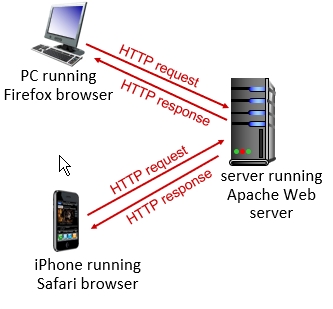 HTTP request
HTTP response
PC running
Firefox browser
HTTP request
HTTP response
server running
Apache Web
server
iPhone running
Safari browser